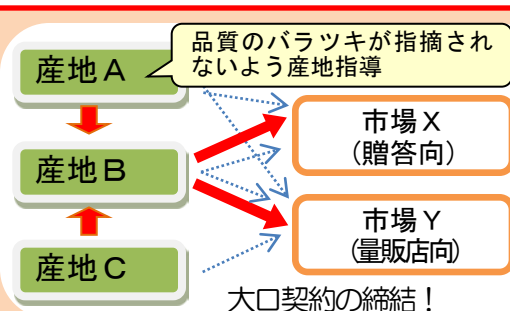 品質のバラツキが指摘され
ないよう産地指導
産地A
市場X
(贈答向)
産地B
市場Y
(量販店向)
産地C
大口契約の締結！